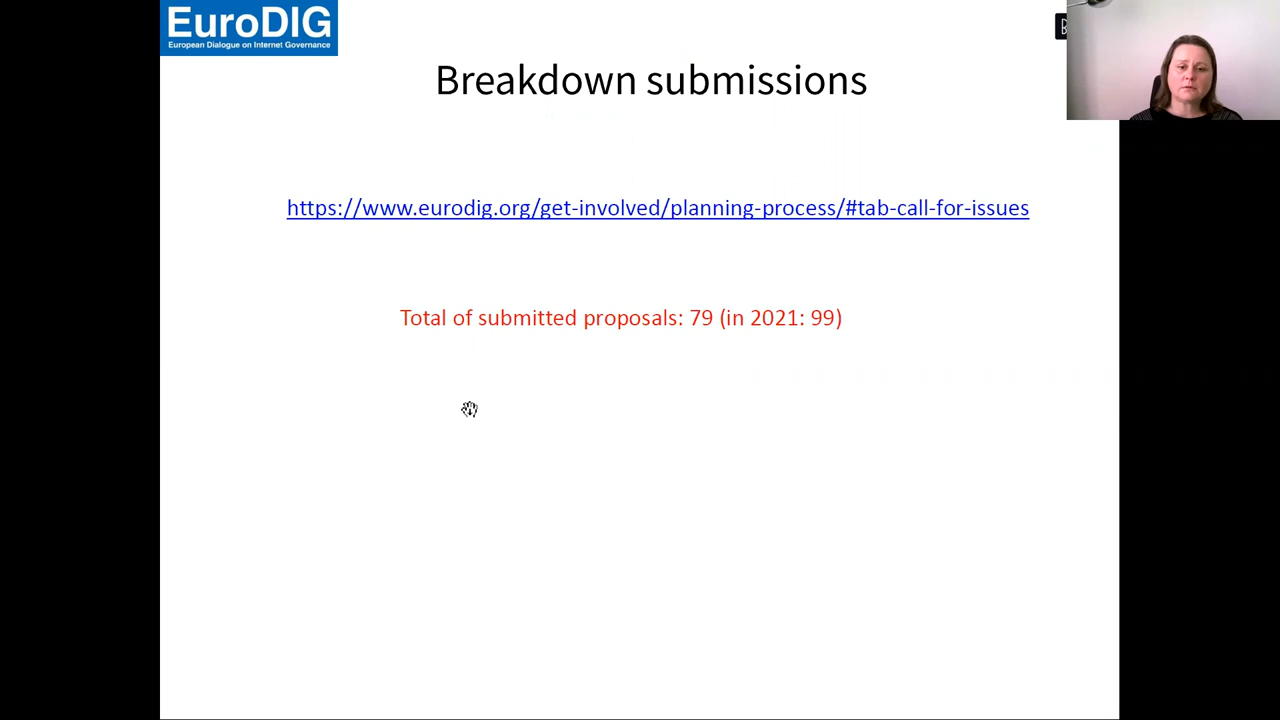 EuroDIG
European Dialogue on Internet Governance
Breakdown submissions
https://www.eurodig.org/get-involved/planning-process/#tab-call-for-issues
Total of submitted proposals: 79 (in 2021: 99)